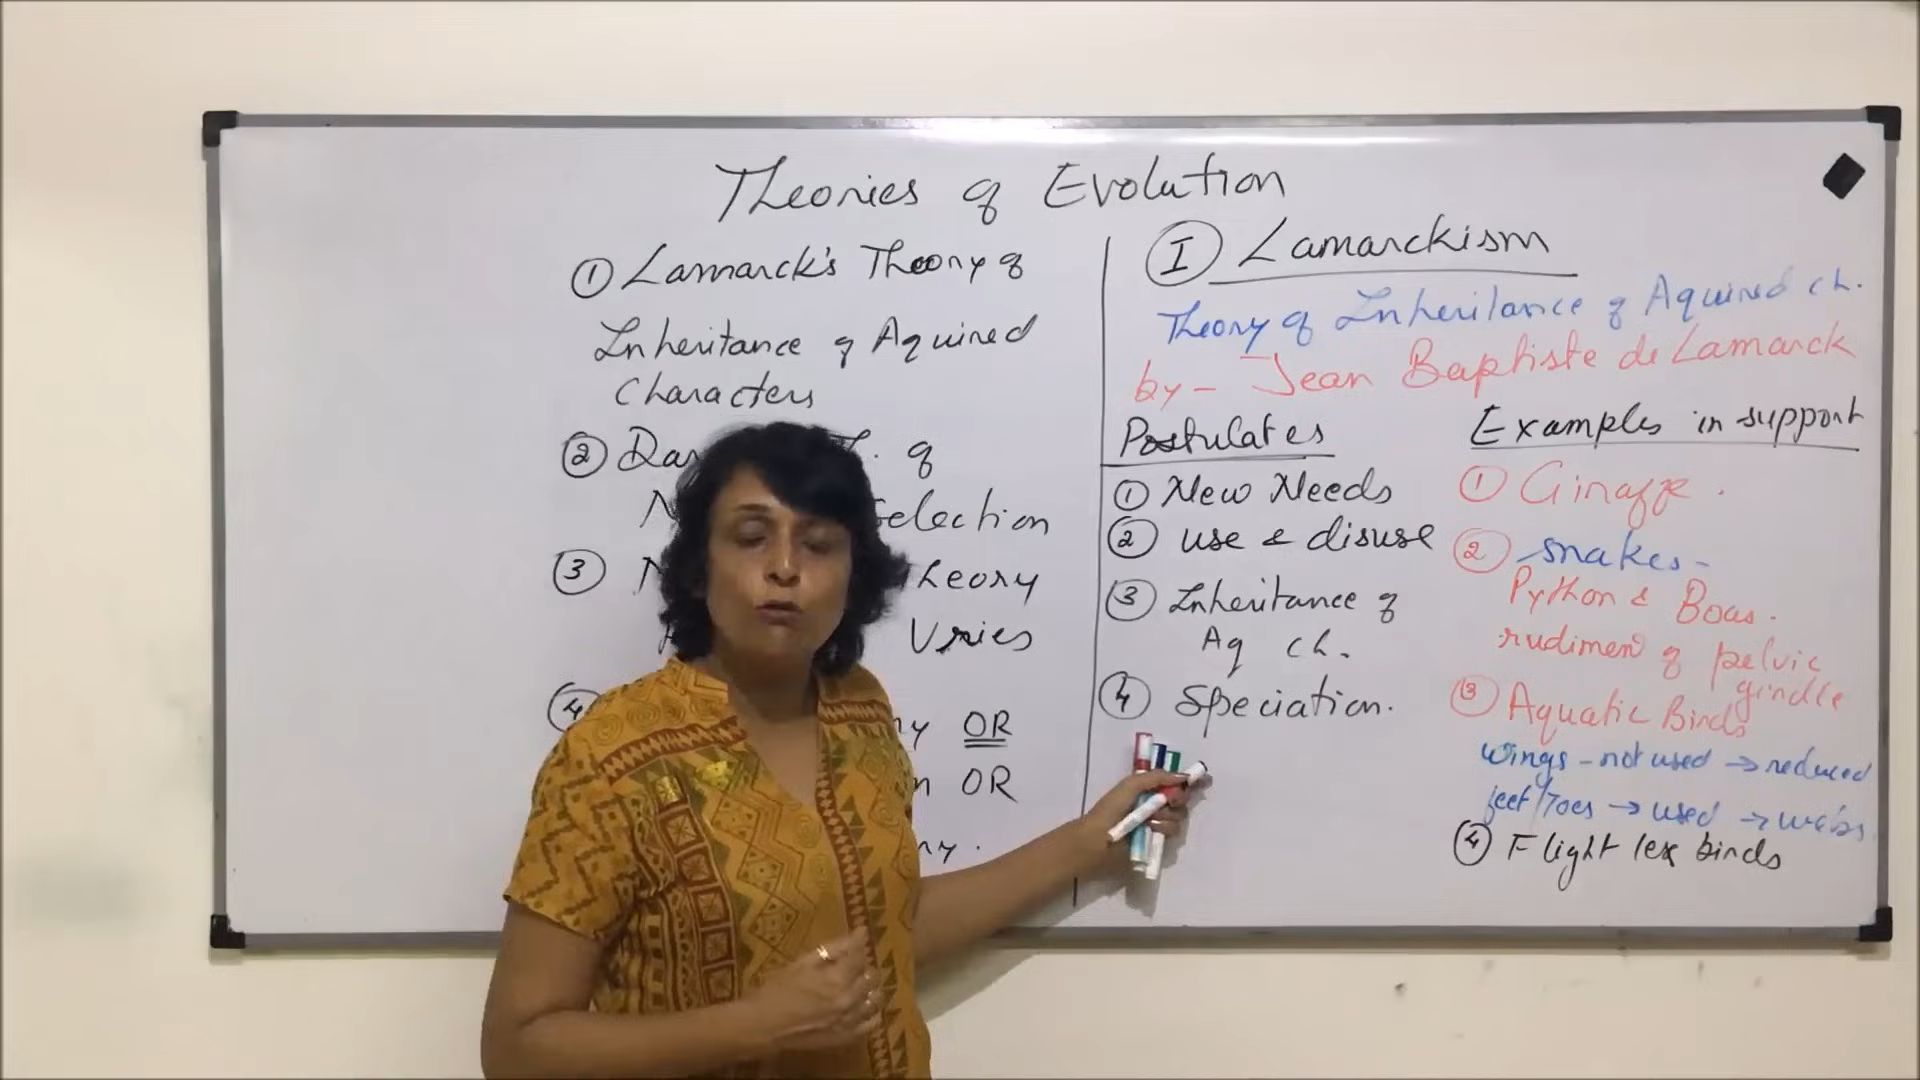 Theories of Evolution
① Lamarck's Theory of
Inheritance of Aquired
Characters
② of
Selection
③ Theory
Vries
④ OR
OR
I Lamarckism
Theory of Inheritance of Aquired ch.
by - Jean Baptiste de Lamarck
Postulates
① New Needs
② use & disuse
③ Inheritance of
Aq ch.
④ Speciation.
Examples in support
① Giraffe.
② snakes -
Python & Boas.
rudiment of pelvic
girdle
③ Aquatic Birds
wings - not used → reduced
feet/Toes → used → webs
④ Flight less birds